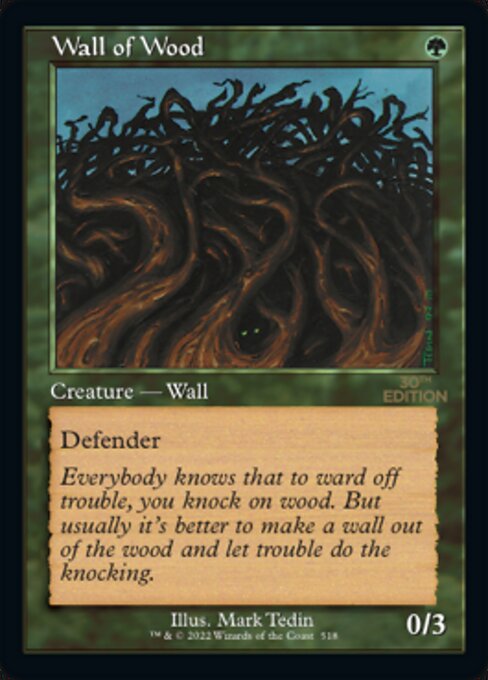 Wall of Wood
30TH
EDITION
Creature — Wall
Defender
Everybody knows that to ward off
trouble, you knock on wood. But
usually it's better to make a wall out
of the wood and let trouble do the
knocking.
Illus. Mark Tedin
0/3
™ & © 2022 Wizards of the Coast 518